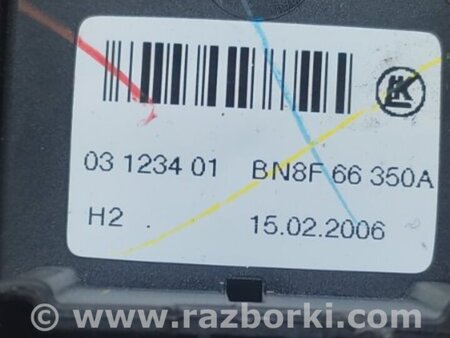 03 1234 01 BN8F 66 350A
H2 . 15.02.2006
www.razborki.com